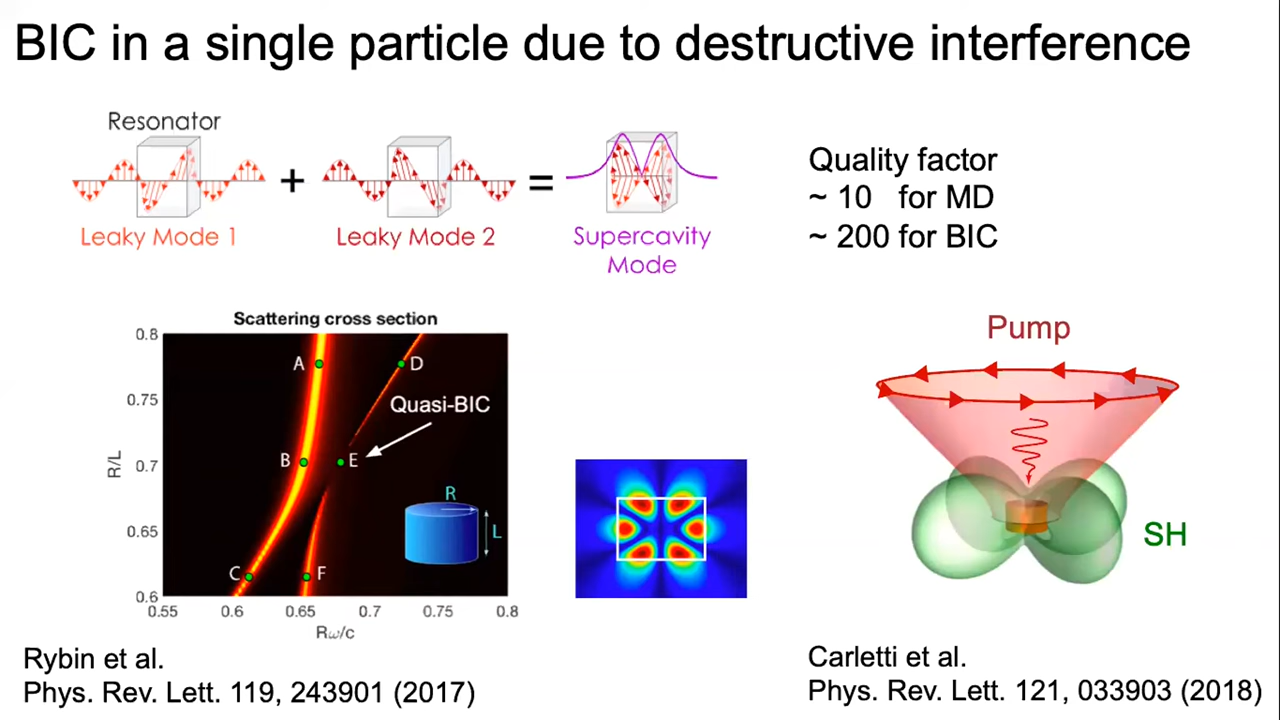 BIC in a single particle due to destructive interference
Resonator
+
=
Leaky Mode 1
Leaky Mode 2
Supercavity
Mode
Quality factor
~ 10 for MD
~ 200 for BIC
Scattering cross section
R/L
0.8
0.75
0.7
0.65
0.6
0.55
0.6
0.65
0.7
0.75
0.8
Rω/c
A
D
Quasi-BIC
B
E
C
F
R
L
Pump
SH
Rybin et al.
Phys. Rev. Lett. 119, 243901 (2017)
Carletti et al.
Phys. Rev. Lett. 121, 033903 (2018)